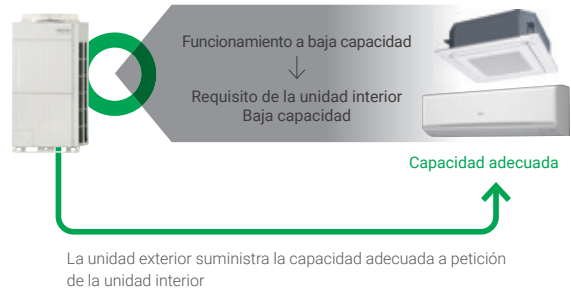 Funcionamiento a baja capacidad
Requisito de la unidad interior
Baja capacidad
Capacidad adecuada
La unidad exterior suministra la capacidad adecuada a petición
de la unidad interior